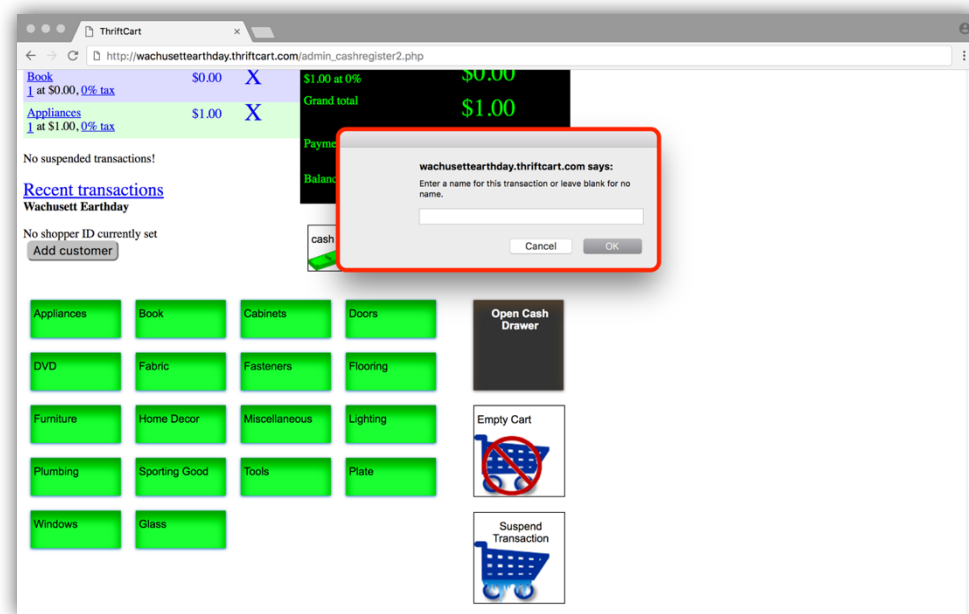 ThriftCart
http://wachusettearthday.thriftcart.com/admin_cashregister2.php
Book $0.00 X
1 at $0.00, 0% tax
Appliances $1.00 X
1 at $1.00, 0% tax
No suspended transactions!
Recent transactions
Wachusett Earthday
No shopper ID currently set
Add customer
$1.00 at 0% $0.00
Grand total $1.00
Payme
Balanc
cash
wachusettearthday.thriftcart.com says:
Enter a name for this transaction or leave blank for no
name.
Cancel OK
Appliances Book Cabinets Doors
DVD Fabric Fasteners Flooring
Furniture Home Decor Miscellaneous Lighting
Plumbing Sporting Good Tools Plate
Windows Glass
Open Cash
Drawer
Empty Cart
Suspend
Transaction